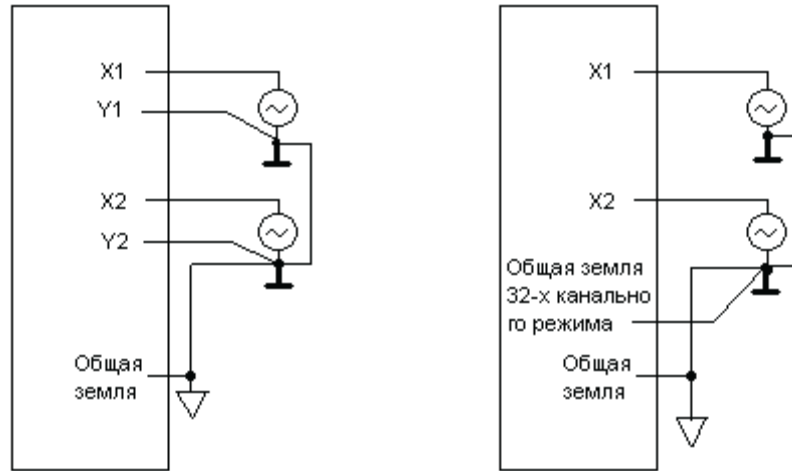 X1
Y1
X2
Y2
Общая
земля
X1
X2
Общая земля
32-х канально
го режима
Общая
земля